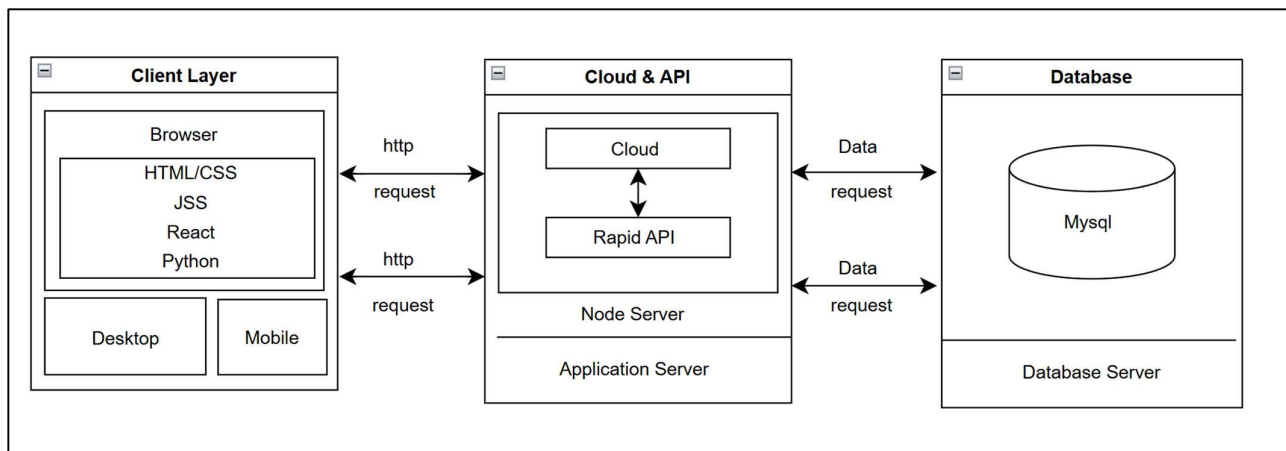 Client Layer
Browser
HTML/CSS
JSS
React
Python
Desktop
Mobile
http
request
http
request
Cloud & API
Cloud
Rapid API
Node Server
Application Server
Data
request
Data
request
Database
Mysql
Database Server